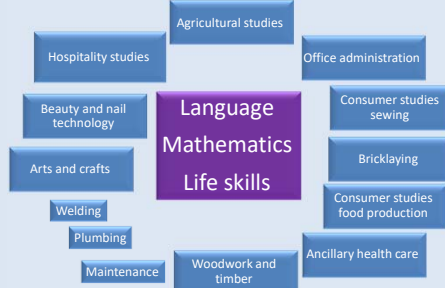 Agricultural studies
Hospitality studies
Office administration
Beauty and nail
technology
Language
Mathematics
Life skills
Consumer studies
sewing
Arts and crafts
Bricklaying
Welding
Consumer studies
food production
Plumbing
Ancillary health care
Maintenance
Woodwork and
timber